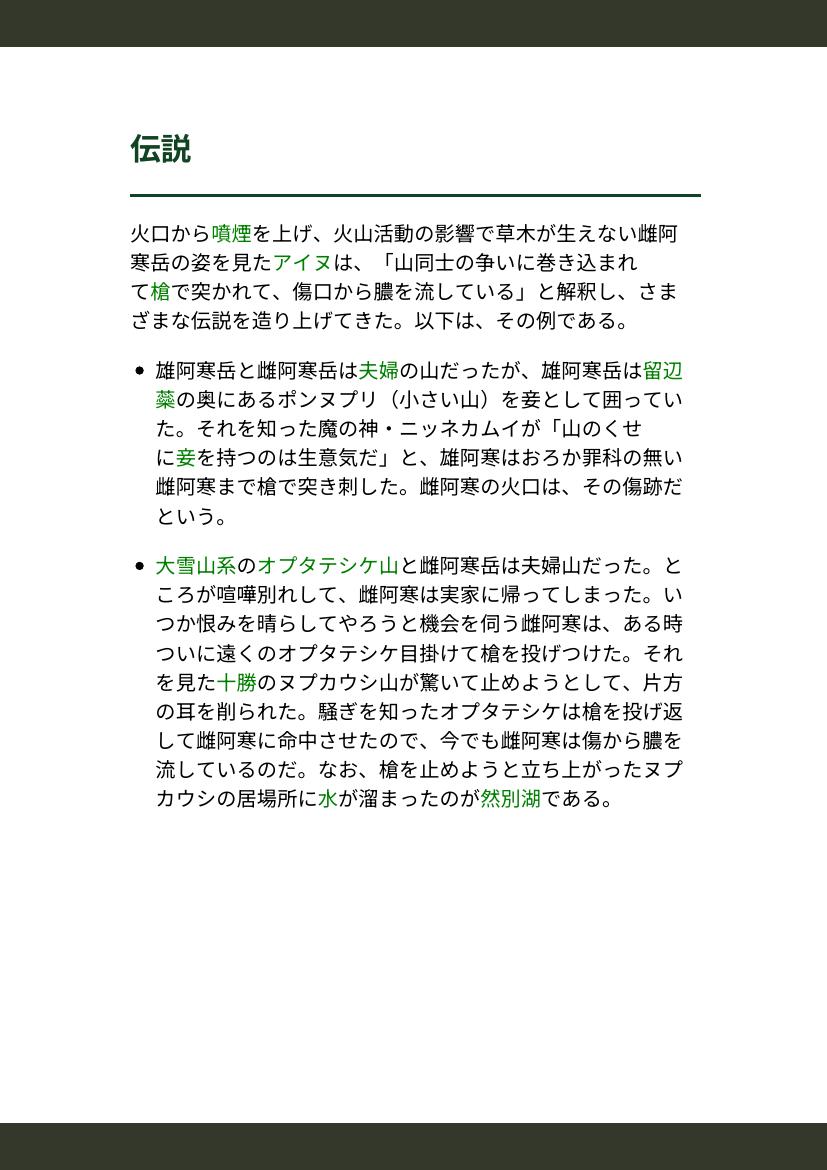 伝説
火口から噴煙を上げ、火山活動の影響で草木が生えない雌阿
寒岳の姿を見たアイヌは、「山同士の争いに巻き込まれ
て槍で突かれて、傷口から膿を流している」と解釈し、さま
ざまな伝説を造り上げてきた。以下は、その例である。
• 雄阿寒岳と雌阿寒岳は夫婦の山だったが、雄阿寒岳は留辺
蘂の奥にあるポンヌプリ（小さい山）を妾として囲ってい
た。それを知った魔の神・ニッネカムイが「山のくせ
に妾を持つのは生意気だ」と、雄阿寒はおろか罪科の無い
雌阿寒まで槍で突き刺した。雌阿寒の火口は、その傷跡だ
という。
• 大雪山系のオプタテシケ山と雌阿寒岳は夫婦山だった。と
ころが喧嘩別れして、雌阿寒は実家に帰ってしまった。い
つか恨みを晴らしてやろうと機会を伺う雌阿寒は、ある時
ついに遠くのオプタテシケ目掛けて槍を投げつけた。それ
を見た十勝のヌプカウシ山が驚いて止めようとして、片方
の耳を削られた。騒ぎを知ったオプタテシケは槍を投げ返
して雌阿寒に命中させたので、今でも雌阿寒は傷から膿を
流しているのだ。なお、槍を止めようと立ち上がったヌプ
カウシの居場所に水が溜まったのが然別湖である。